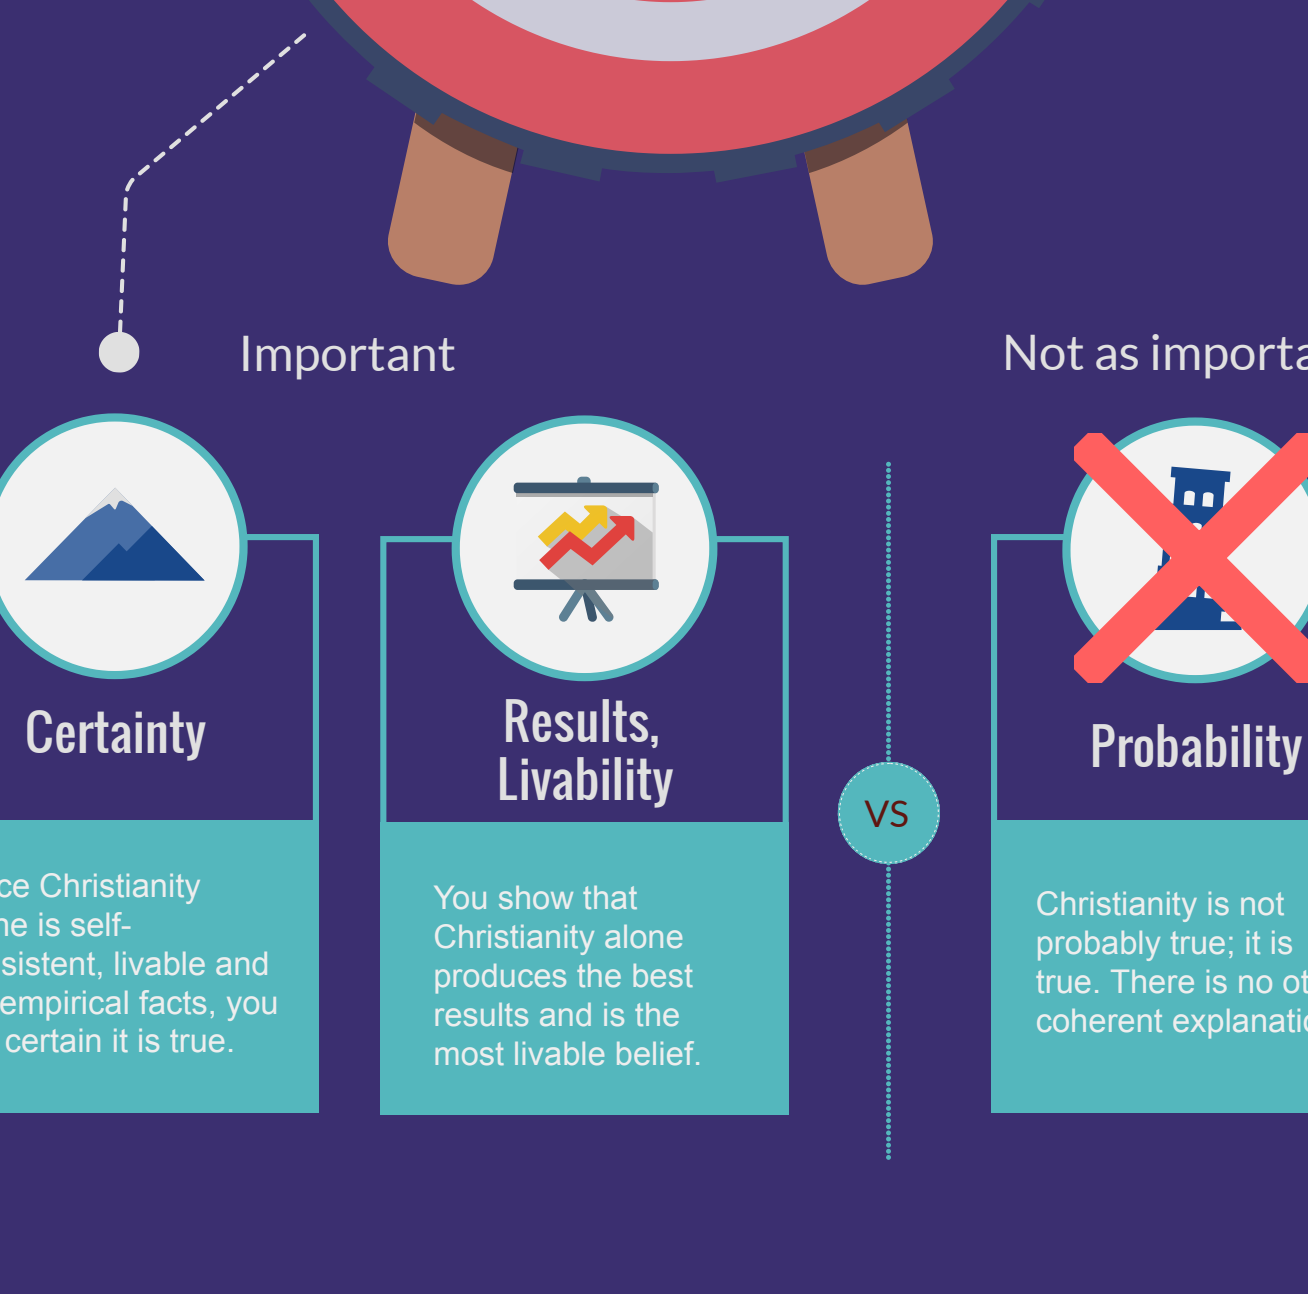 Important
Not as importa
Certainty
ce Christianity
ne is self-
sistent, livable and
empirical facts, you
certain it is true.
Results,
Livability
You show that
Christianity alone
produces the best
results and is the
most livable belief.
VS
Probability
Christianity is not
probably true; it is
true. There is no ot
coherent explanatio